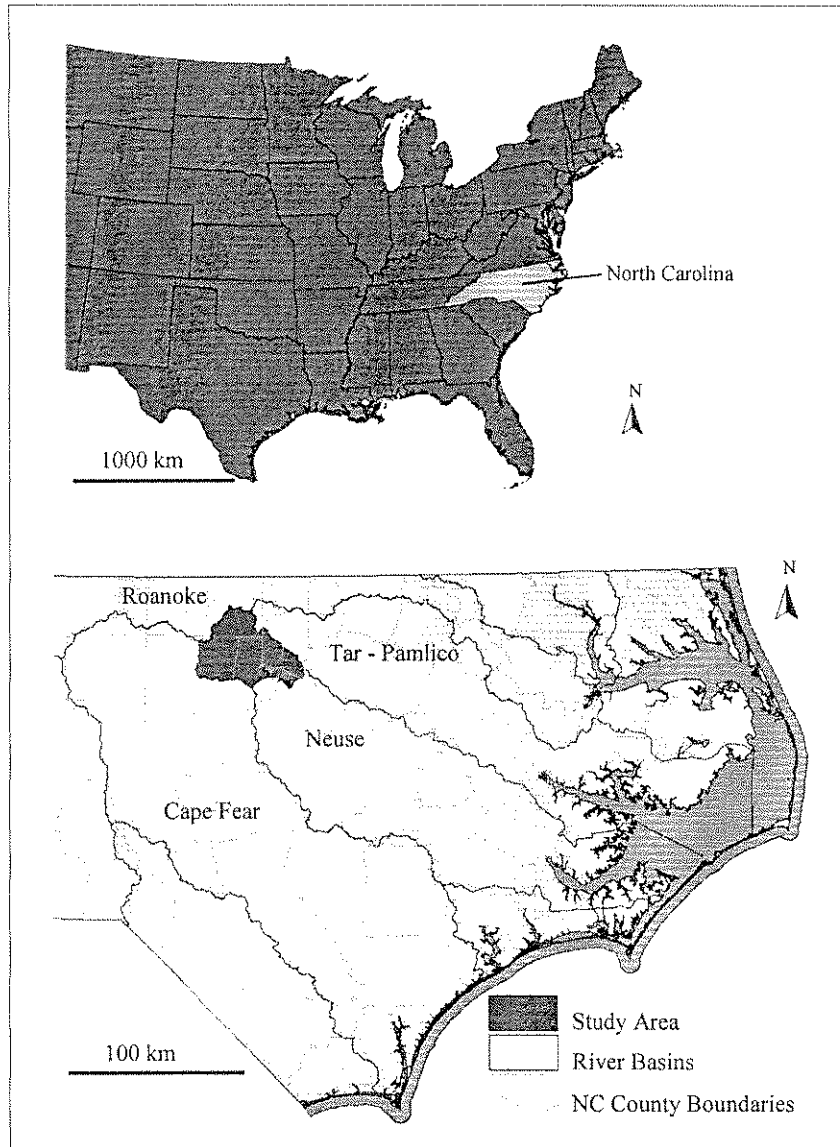 North Carolina
N
1000 km
N
Roanoke
Tar - Pamlico
Neuse
Cape Fear
Study Area
River Basins
NC County Boundaries
100 km